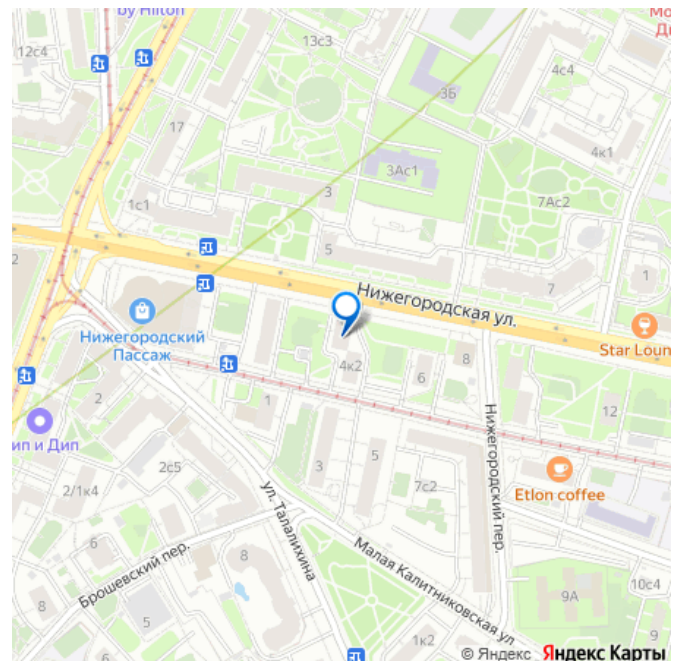 by Hilton
Мо
Ди
12с4
13с3
4с4
3Б
17
4к1
3Ас1
3
7Ас2
1с1
5
2
7
1
Нижегородская ул.
Нижегородский
Пассаж
Star Loun
8
4к2
6
2
1
12
ип и Дип
Нижегородский пер.
2с5
3
5
7с2
Etlon coffee
2/1к4
ул. Талалихина
6
Брошевский пер.
8
Малая Калитниковская ул.
8
5
9А
10с4
1к2
© Яндекс Яндекс Карты